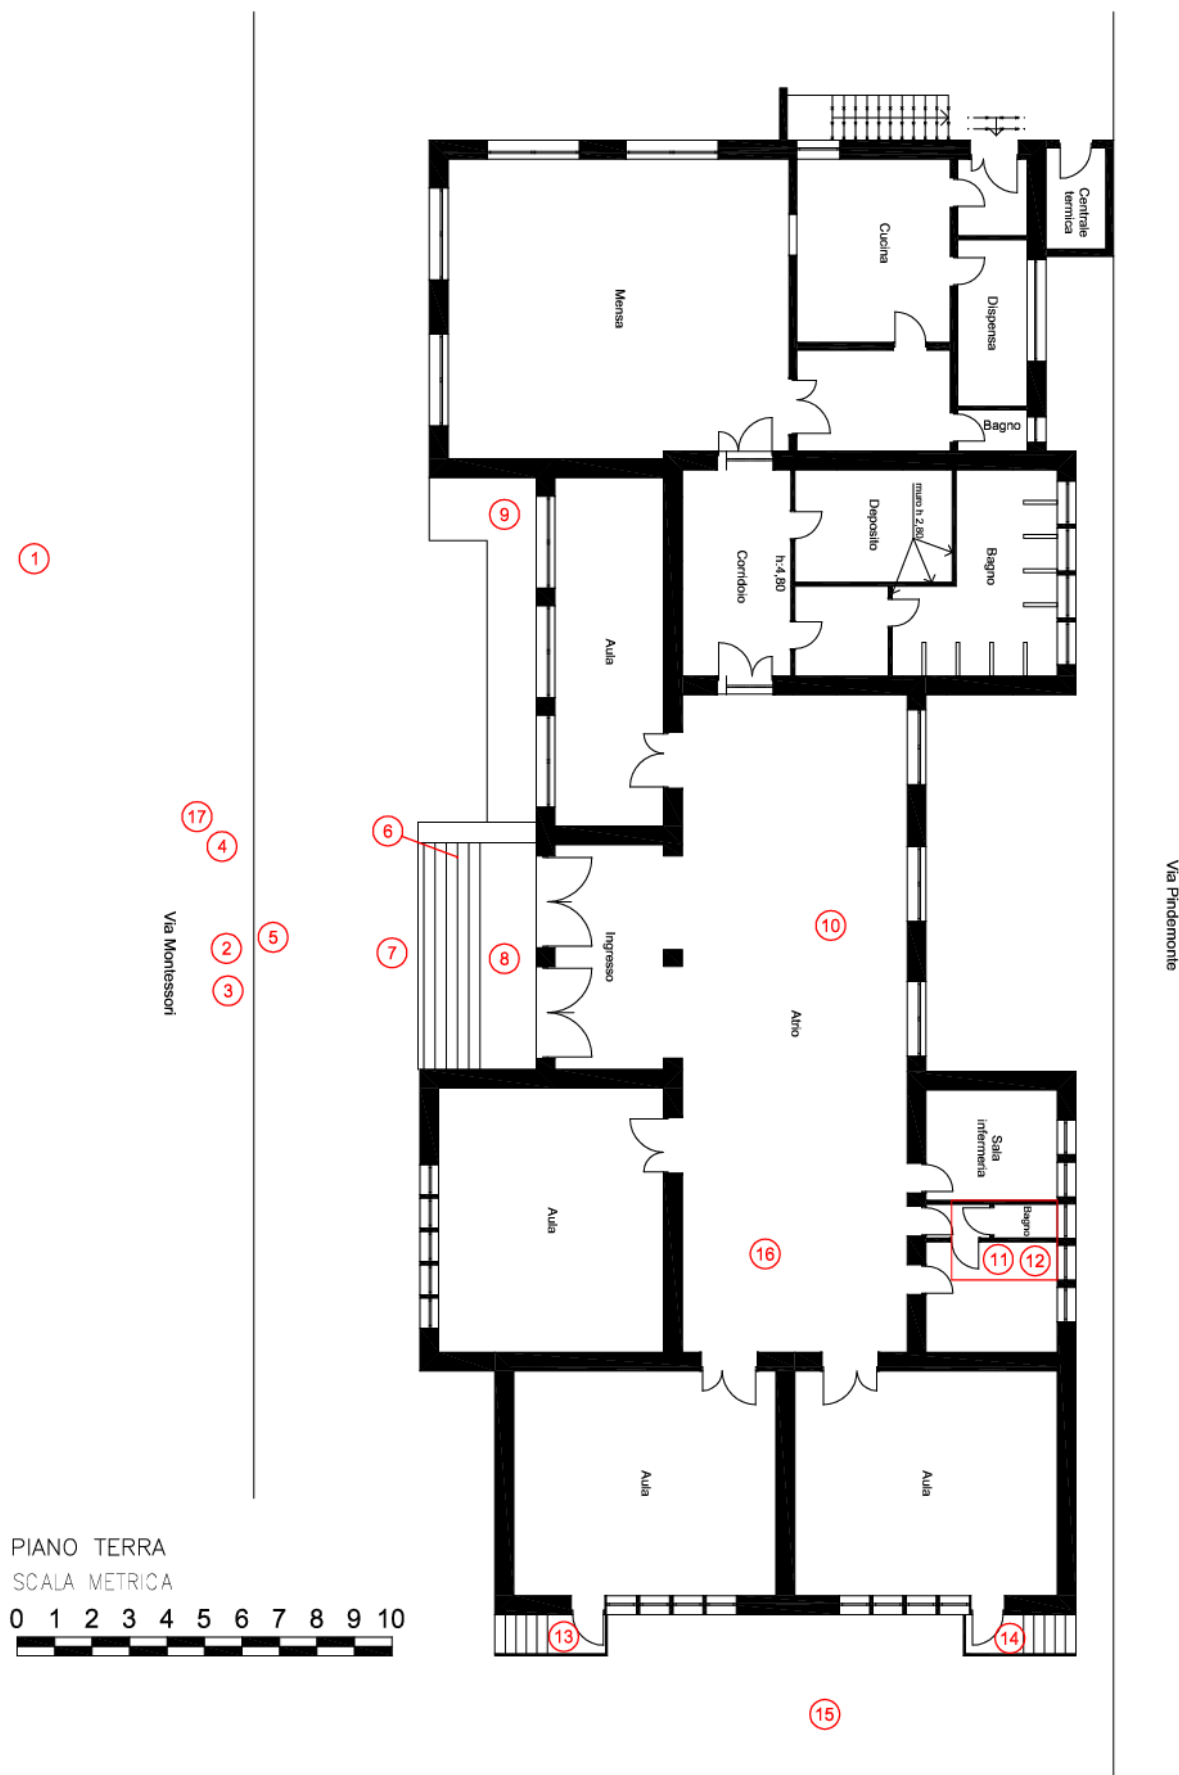 Centrale
termica
Cucina
Mensa
Dispensa
Bagno
muro h 2,80
9
Deposito
1
Corridoio
h:4,80
Bagno
Aula
17
6
4
Via Pindemonte
Via Montessori
10
5
2
7
8
Ingresso
3
Atrio
Sala
infermeria
Aula
Bagno
16
11
12
Aula
Aula
PIANO TERRA
SCALA METRICA
0 1 2 3 4 5 6 7 8 9 10
13
14
15